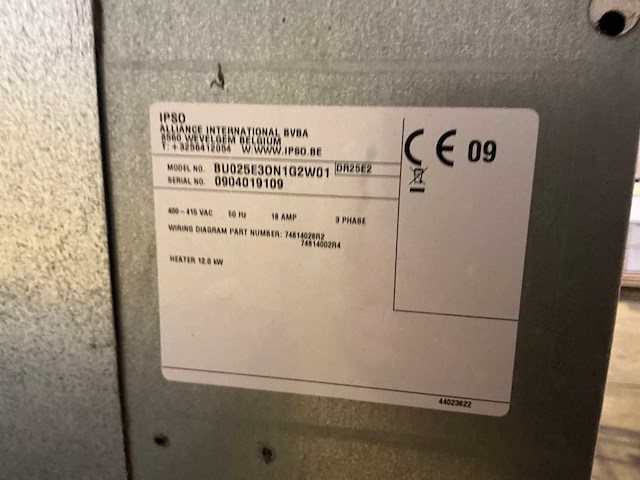 IPSO
ALLIANCE INTERNATIONAL BVBA
8560 WEVELGEM BELGIUM
T: +3256412054 W:WWW.IPSO.BE
CE 09
MODEL NO. BU025E3ON1G2W01 DR25E2
SERIAL NO. 0904019109
400-415 VAC 50 Hz 18 AMP 3 PHASE
WIRING DIAGRAM PART NUMBER: 74814028R2
74814002R4
HEATER 12.0 kW
44023622